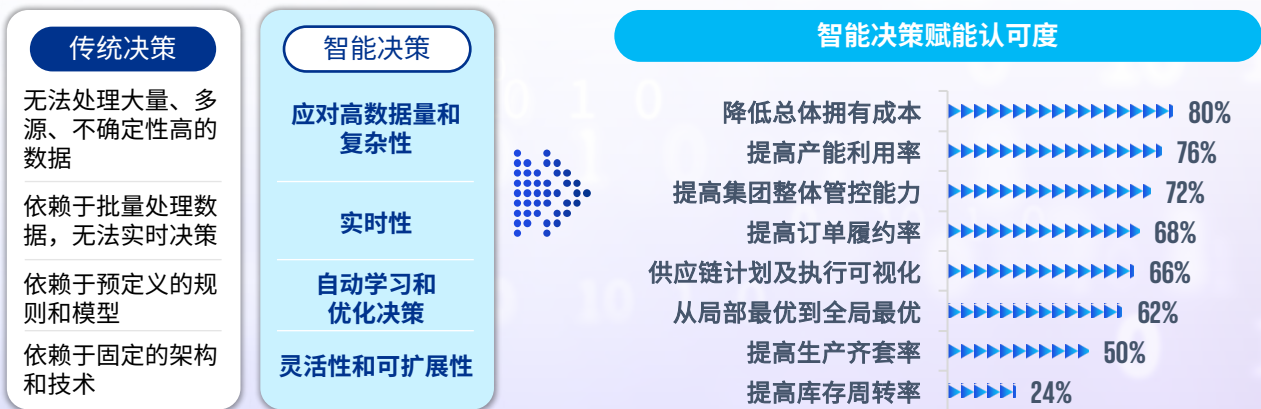 传统决策
无法处理大量、多
源、不确定性高的
数据
依赖于批量处理数
据，无法实时决策
依赖于预定义的规
则和模型
依赖于固定的架构
和技术
智能决策
应对高数据量和
复杂性
实时性
自动学习和
优化决策
灵活性和可扩展性
智能决策赋能认可度
降低总体拥有成本 80%
提高产能利用率 76%
提高集团整体管控能力 72%
提高订单履约率 68%
供应链计划及执行可视化 66%
从局部最优到全局最优 62%
提高生产齐套率 50%
提高库存周转率 24%